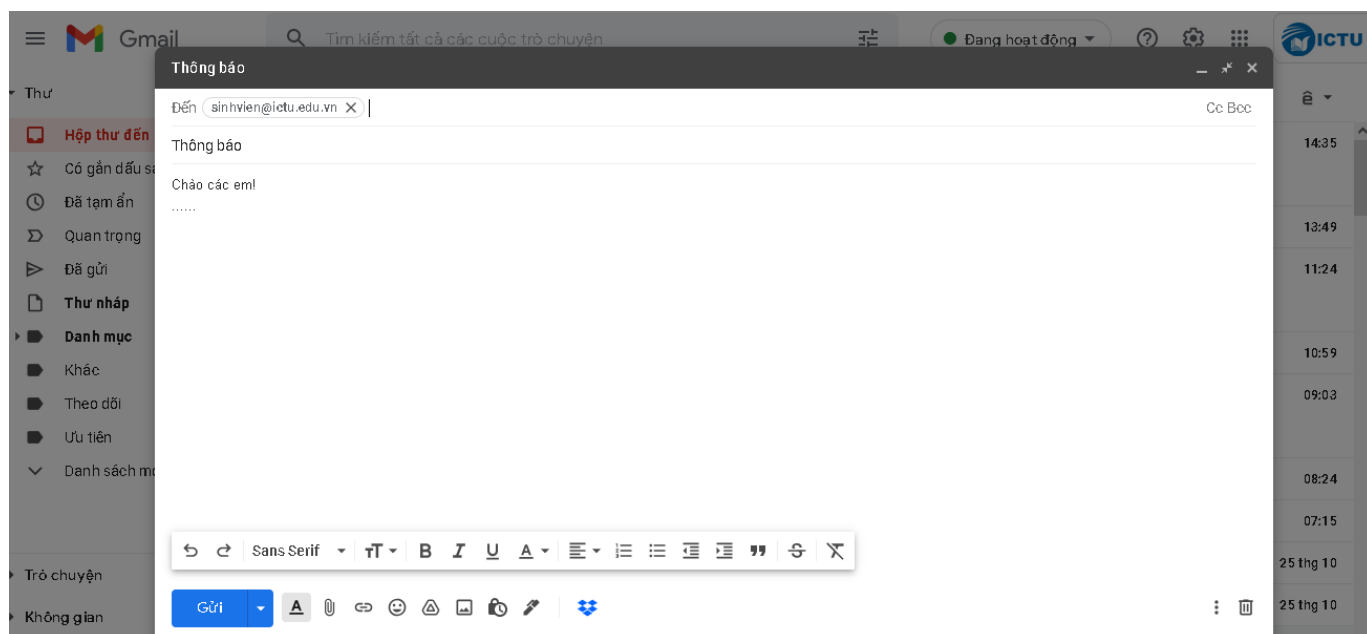 Gmail
Tìm kiếm tất cả các cuộc trò chuyện
Đang hoạt động
ICTU
Thông báo
Thư
Đến sinhvien@ictu.edu.vn
Cc Bcc
Hộp thư đến
14:35
Thông báo
Có gắn dấu sa
Chào các em!
......
Đã tạm ẩn
Quan trọng
13:49
Đã gửi
11:24
Thư nháp
Danh mục
10:59
Khác
Theo dõi
09:03
Ưu tiên
Danh sách mở
08:24
07:15
Sans Serif
B I U A
25 thg 10
Trò chuyện
Gửi
A
25 thg 10
Không gian